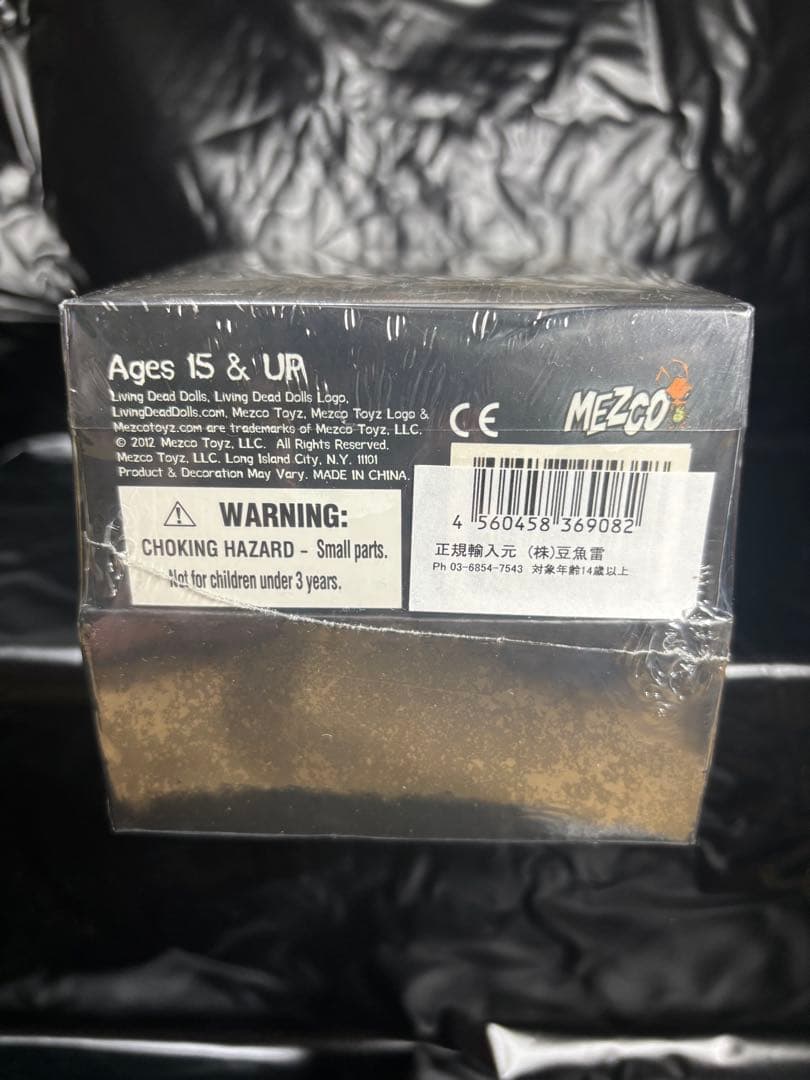 Ages 15 & UP
Living Dead Dolls, Living Dead Dolls Logo,
LivingDeadDolls.com, Mezco Toyz, Mezco Toyz Logo &
Mezcotoyz.com are trademarks of Mezco Toyz, LLC.
© 2012 Mezco Toyz, LLC. All Rights Reserved.
Mezco Toyz, LLC. Long Island City, N.Y. 11101
Product & Decoration May Vary. MADE IN CHINA.
CE
MEZCO
WARNING:
CHOKING HAZARD - Small parts.
Not for children under 3 years.
4 560458 369082
正規輸入元 (株)豆魚雷
Ph 03-6854-7543 対象年齢14歳以上